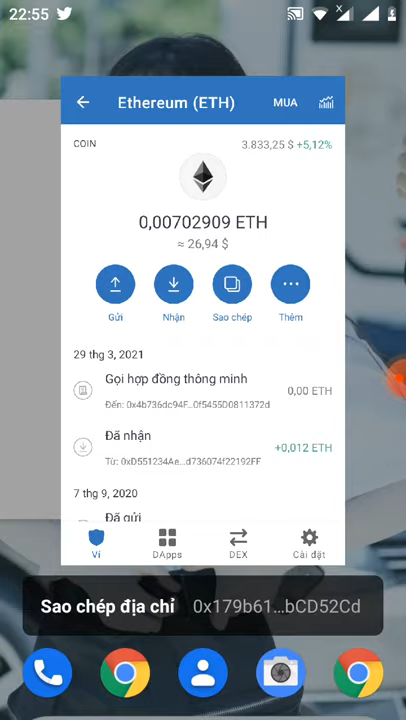 22:55
Ethereum (ETH)
MUA
COIN
3.833,25 $ +5,12%
0,00702909 ETH
≈ 26,94 $
Gửi
Nhận
Sao chép
Thêm
29 thg 3, 2021
Gọi hợp đồng thông minh
0,00 ETH
Đến: 0x4b736dc94F...0f5455D0811372d
Đã nhận
+0,012 ETH
Từ: 0xD551234Ae...d736074f22192FF
7 thg 9, 2020
Đã gửi
Ví
DApps
DEX
Cài đặt
Sao chép địa chỉ 0x179b61...bCD52Cd